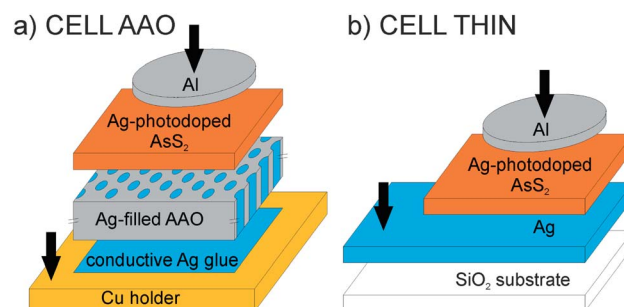 a) CELL AAO
Al
Ag-photodoped
AsS₂
Ag-filled AAO
conductive Ag glue
Cu holder
b) CELL THIN
Al
Ag-photodoped
AsS₂
Ag
SiO₂ substrate